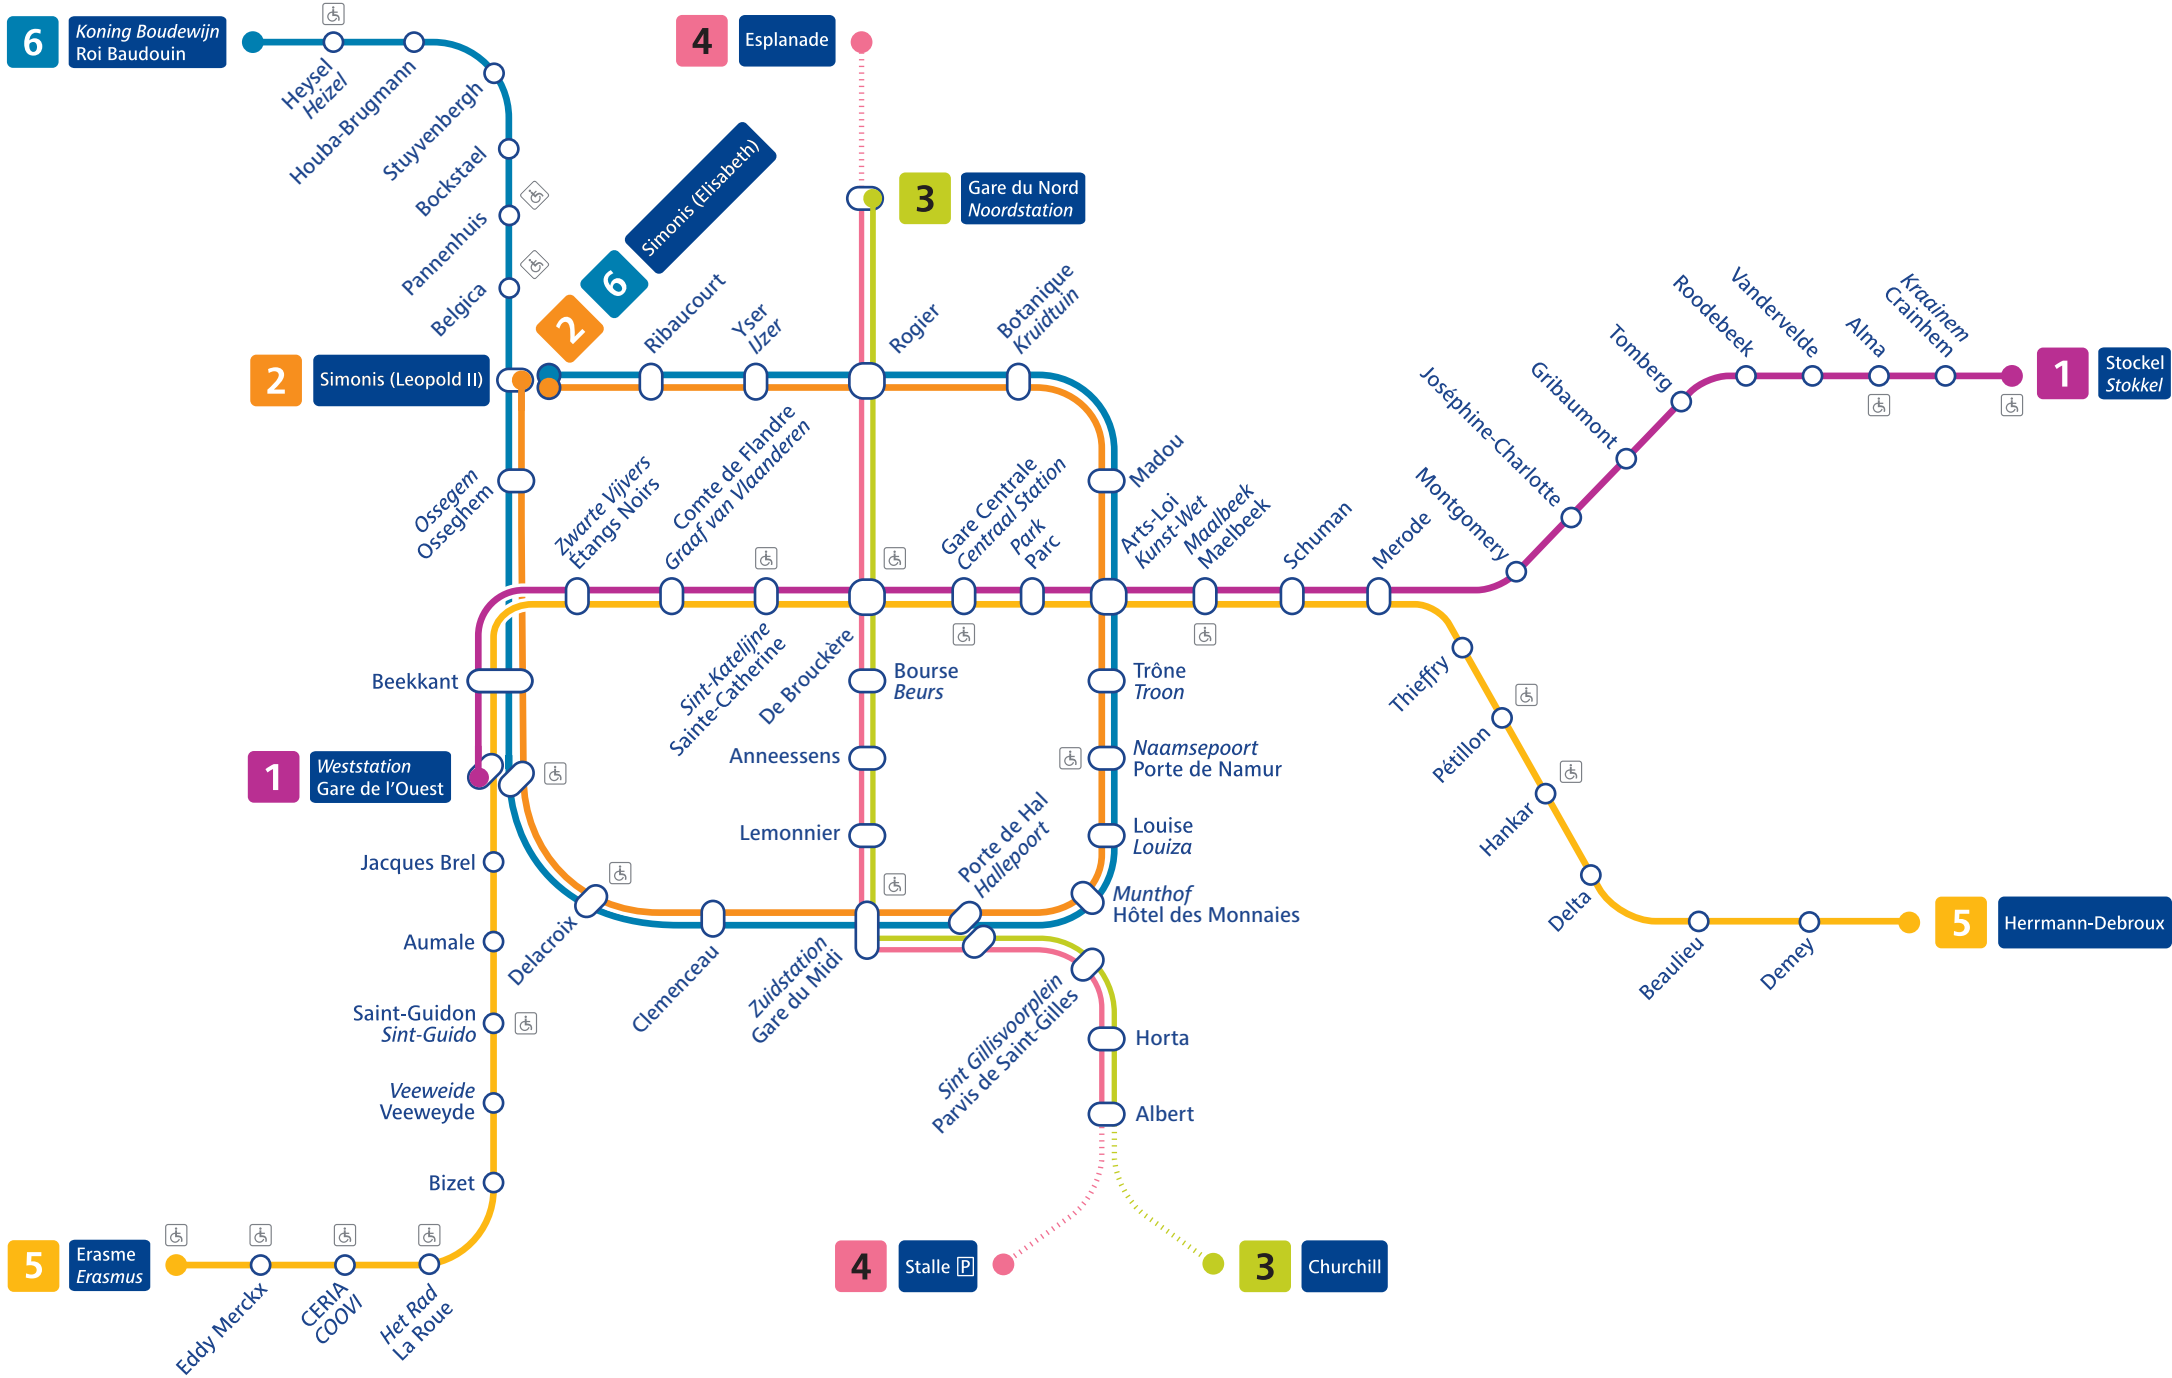 6
Koning Boudewijn
Roi Baudouin
Heysel
Heizel
Houba-Brugmann
Stuyvenbergh
Bockstael
Pannenhuis
Belgica
4
Esplanade
3
Gare du Nord
Noordstation
2
6
Simonis (Elisabeth)
2
Simonis (Leopold II)
Ribaucourt
Yser
IJzer
Rogier
Botanique
Kruidtuin
Madou
Ossegem
Osseghem
Zwarte Vijvers
Étangs Noirs
Comte de Flandre
Graaf van Vlaanderen
Sint-Katelijne
Sainte-Catherine
De Brouckère
Gare Centrale
Centraal Station
Park
Parc
Arts-Loi
Kunst-Wet
Maalbeek
Maelbeek
Schuman
Merode
Montgomery
Joséphine-Charlotte
Gribaumont
Tomberg
Roodebeek
Vandervelde
Alma
Kraainem
Crainhem
1
Stockel
Stokkel
Beekkant
1
Weststation
Gare de l’Ouest
Bourse
Beurs
Anneessens
Lemonnier
Trône
Troon
Naamsepoort
Porte de Namur
Louise
Louiza
Munthof
Hôtel des Monnaies
Porte de Hal
Hallepoort
Thieffry
Pétillon
Hankar
Delta
Beaulieu
Demey
5
Herrmann-Debroux
Jacques Brel
Aumale
Saint-Guidon
Sint-Guido
Veeweide
Veeweyde
Bizet
Delacroix
Clemenceau
Zuidstation
Gare du Midi
Sint Gillisvoorplein
Parvis de Saint-Gilles
Horta
Albert
5
Erasme
Erasmus
Eddy Merckx
CERIA
COOVI
Het Rad
La Roue
4
Stalle P
3
Churchill